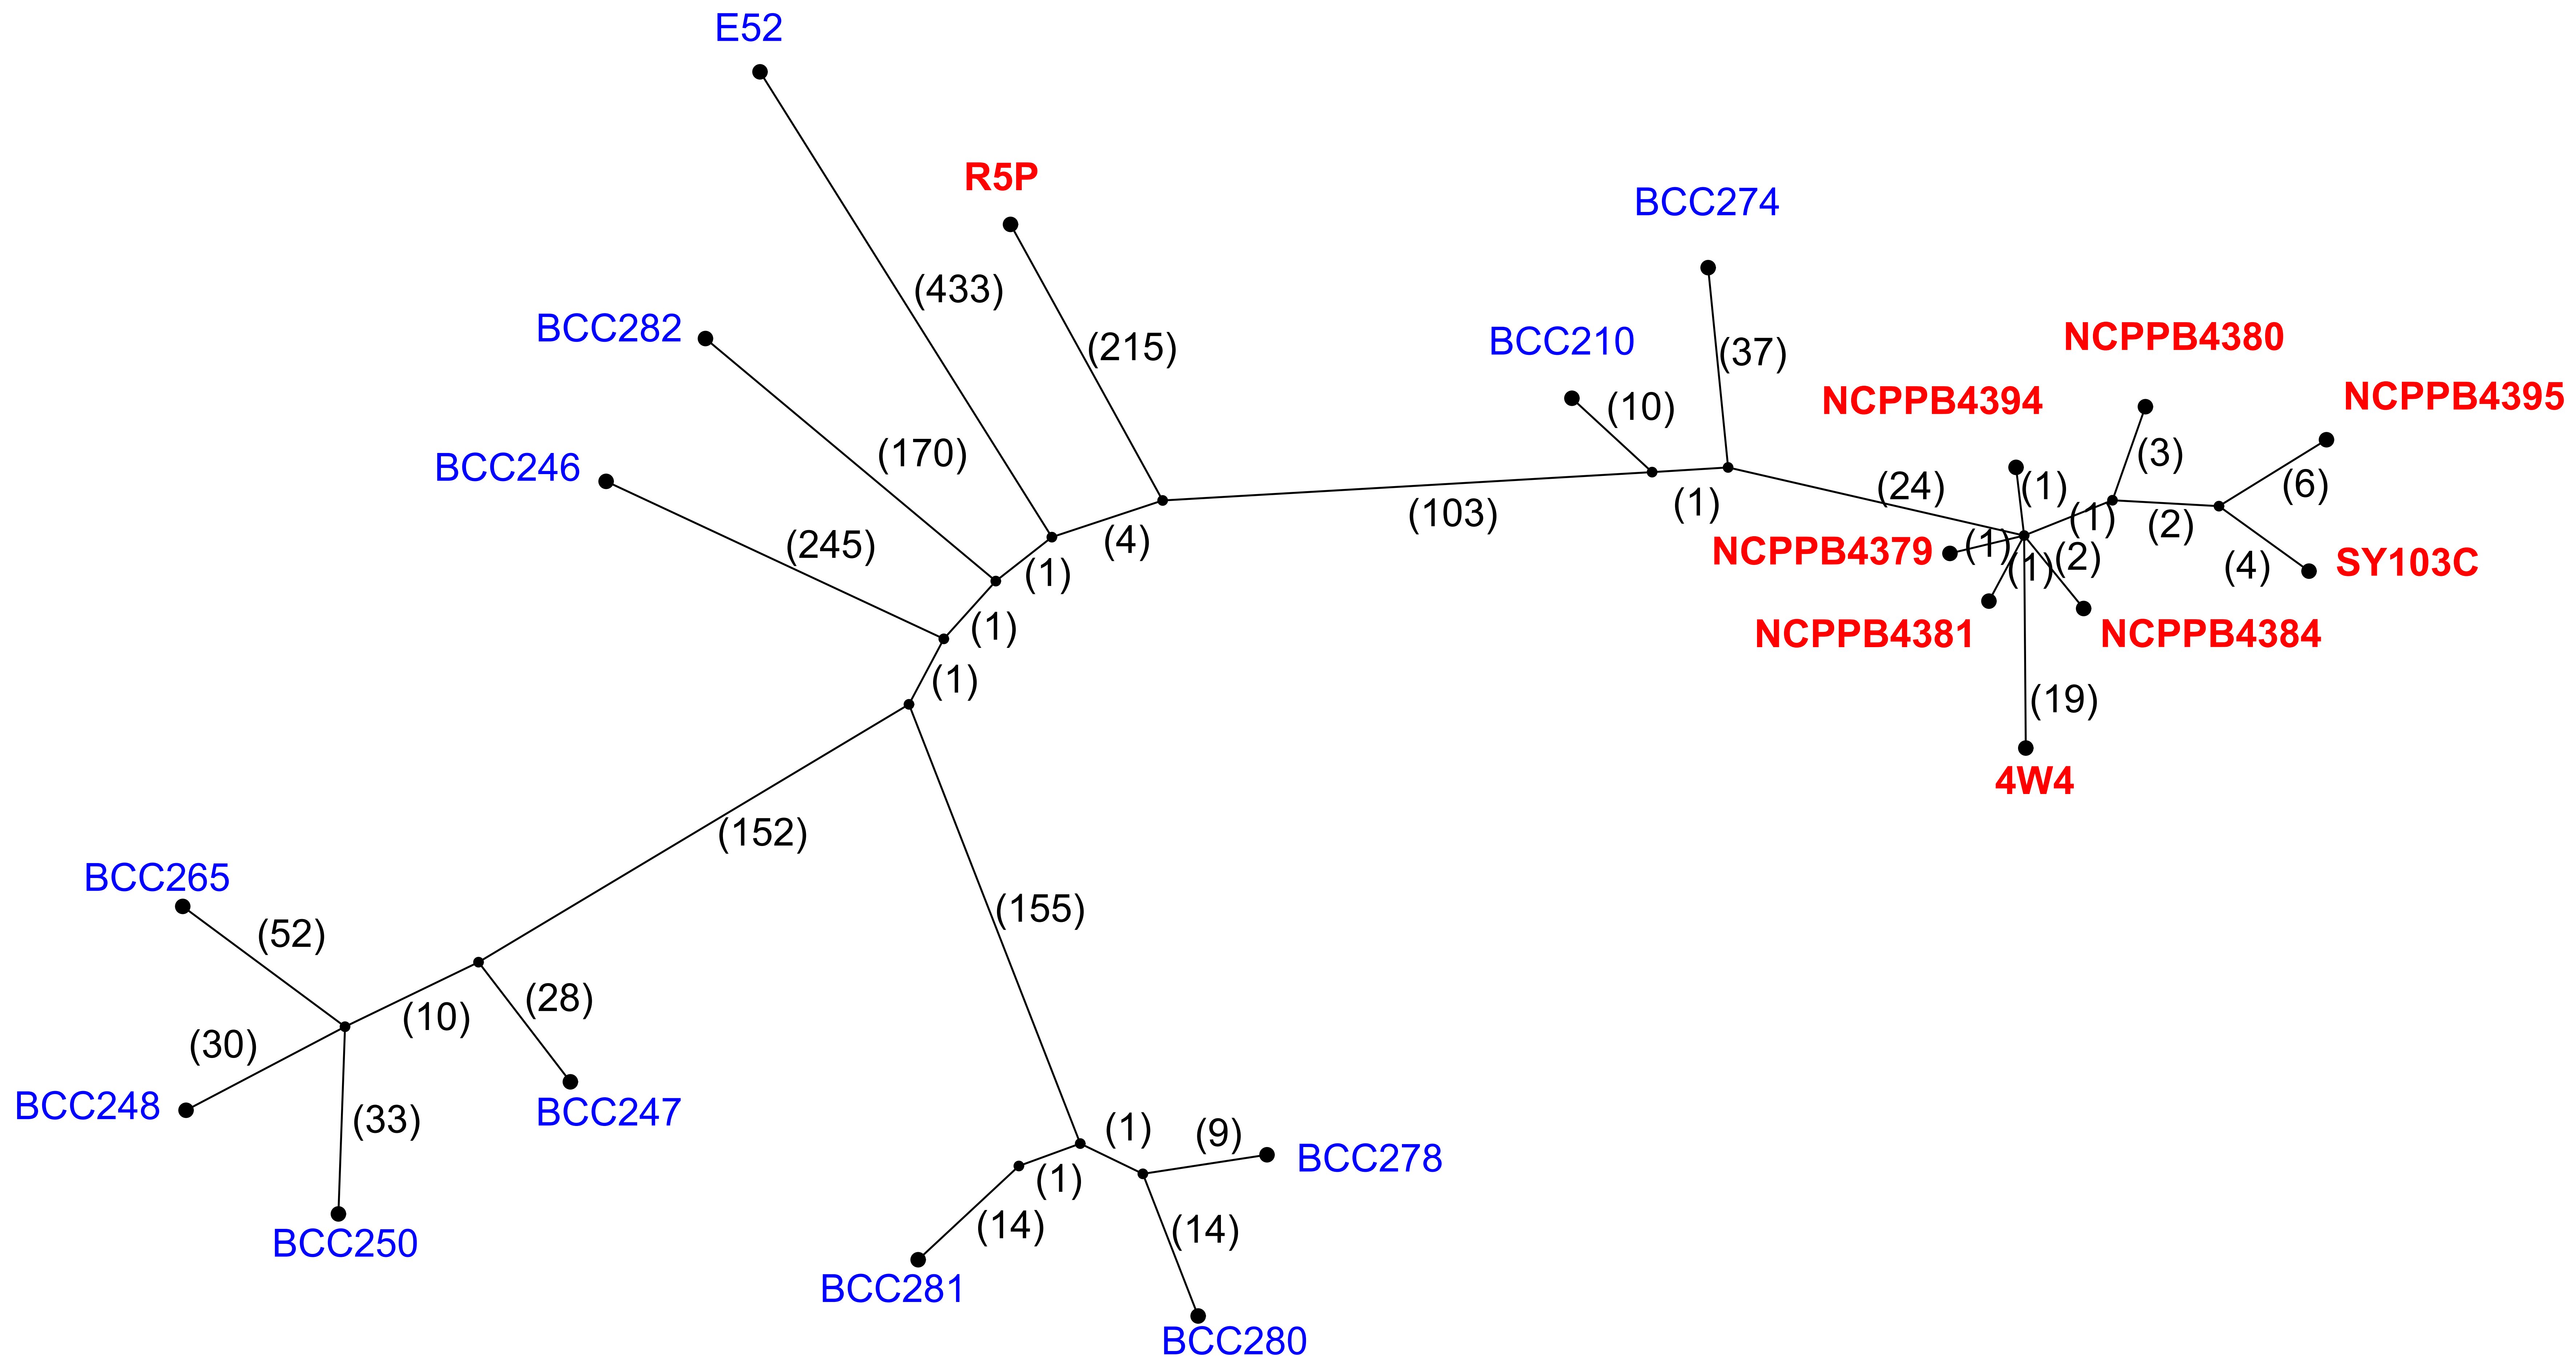 E52
R5P
BCC274
(433)
BCC282
(215)
BCC210
(37)
NCPPB4380
NCPPB4394
NCPPB4395
(10)
(170)
BCC246
(3)
(24)
(1)
(6)
(103)
(1)
(1)
(2)
(4)
(245)
NCPPB4379
(1)
(1)
(2)
(4)
SY103C
(1)
(1)
NCPPB4381
NCPPB4384
(1)
(19)
4W4
(152)
BCC265
(155)
(52)
(28)
(10)
(30)
BCC248
BCC247
(33)
(1)
(9)
BCC278
(1)
BCC250
(14)
(14)
BCC281
BCC280